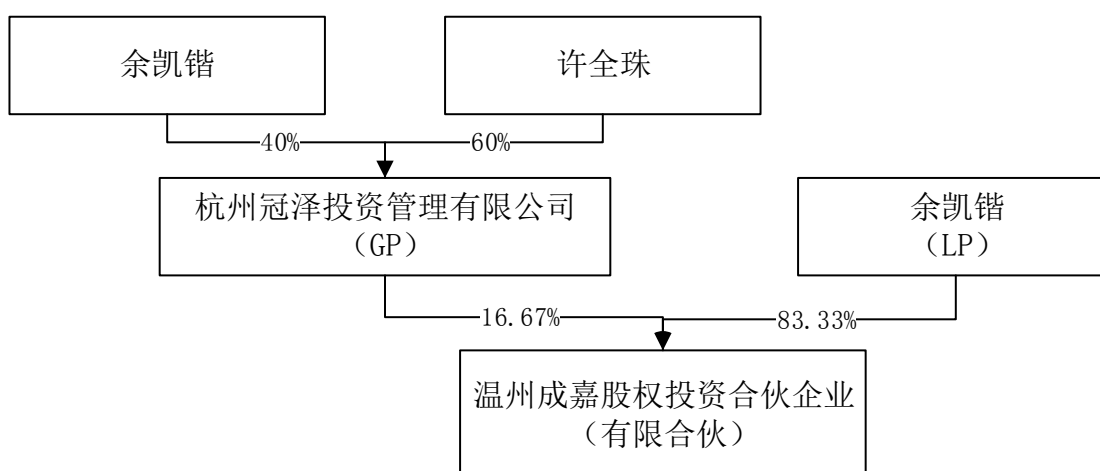 余凯锴
许全珠
40%
60%
杭州冠泽投资管理有限公司
（GP）
余凯锴
（LP）
16.67%
83.33%
温州成嘉股权投资合伙企业
（有限合伙）